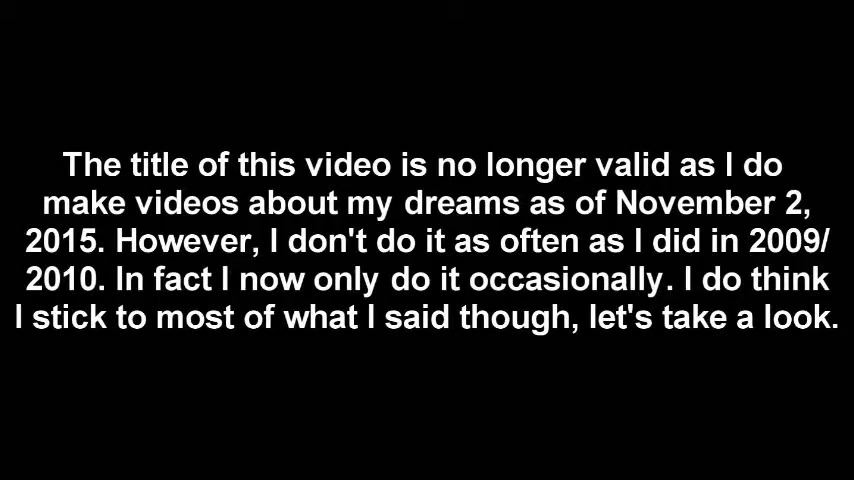 The title of this video is no longer valid as I do
make videos about my dreams as of November 2,
2015. However, I don't do it as often as I did in 2009/
2010. In fact I now only do it occasionally. I do think
I stick to most of what I said though, let's take a look.